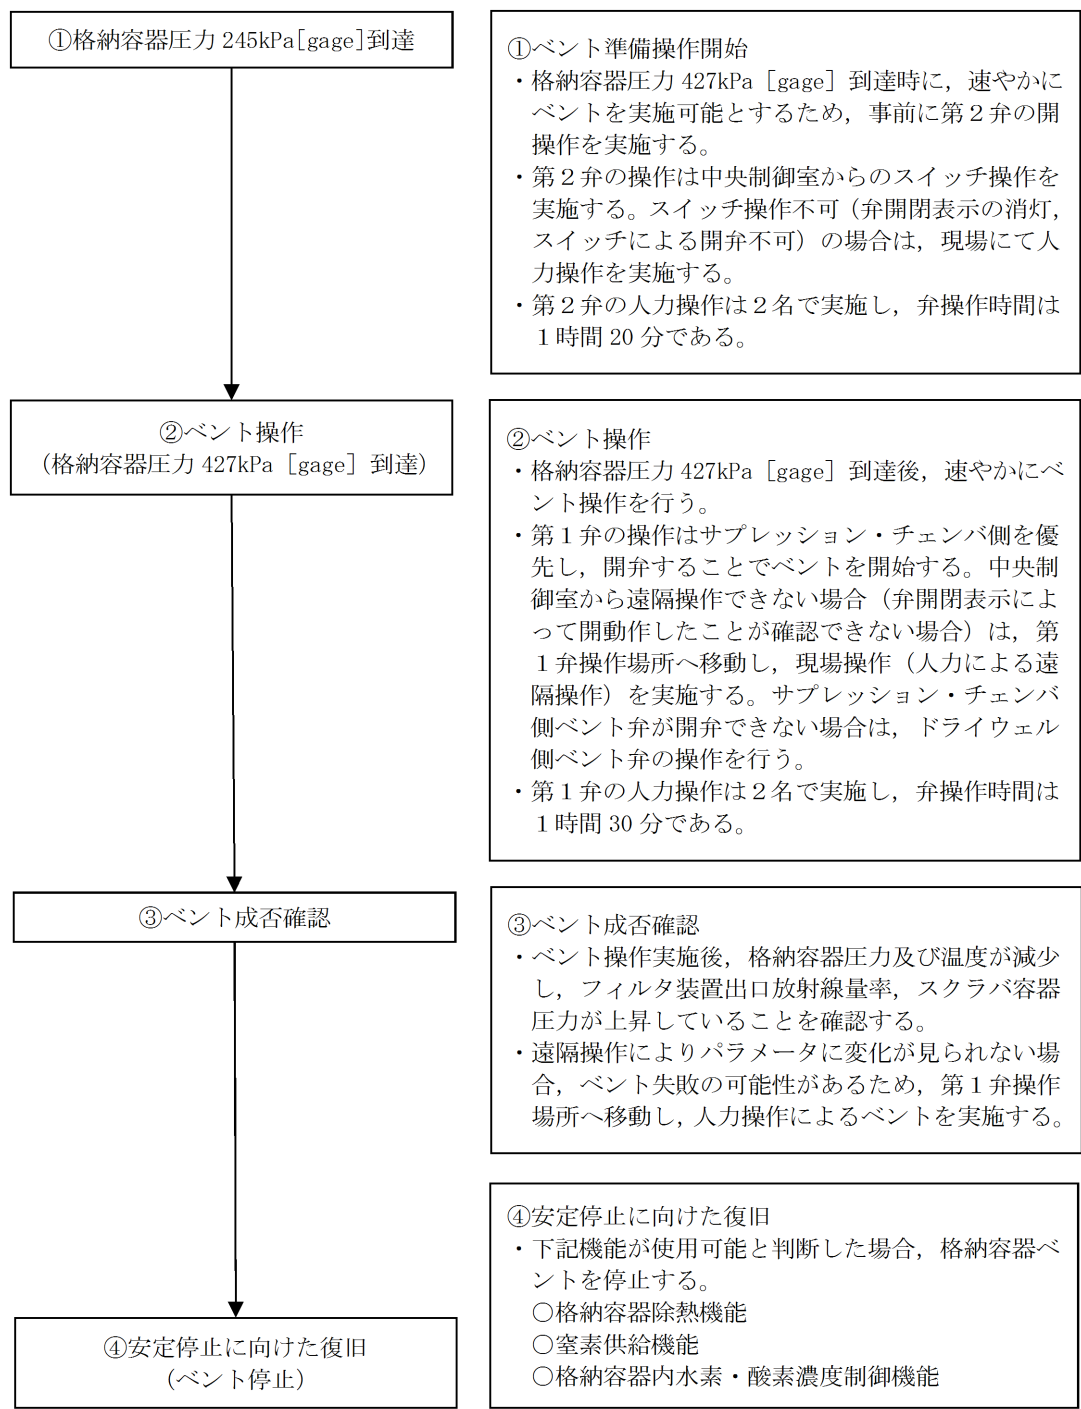 ①格納容器圧力 245kPa[gage]到達
①ベント準備操作開始
・格納容器圧力 427kPa［gage］到達時に，速やかに
ベントを実施可能とするため，事前に第２弁の開
操作を実施する。
・第２弁の操作は中央制御室からのスイッチ操作を
実施する。スイッチ操作不可（弁開閉表示の消灯，
スイッチによる開弁不可）の場合は，現場にて人
力操作を実施する。
・第２弁の人力操作は２名で実施し，弁操作時間は
１時間 20 分である。
②ベント操作
（格納容器圧力 427kPa［gage］到達）
②ベント操作
・格納容器圧力 427kPa［gage］到達後，速やかにベ
ント操作を行う。
・第１弁の操作はサプレッション・チェンバ側を優
先し，開弁することでベントを開始する。中央制
御室から遠隔操作できない場合（弁開閉表示によ
って開動作したことが確認できない場合）は，第
１弁操作場所へ移動し，現場操作（人力による遠
隔操作）を実施する。サプレッション・チェンバ
側ベント弁が開弁できない場合は，ドライウェル
側ベント弁の操作を行う。
・第１弁の人力操作は２名で実施し，弁操作時間は
１時間 30 分である。
③ベント成否確認
③ベント成否確認
・ベント操作実施後，格納容器圧力及び温度が減少
し，フィルタ装置出口放射線量率，スクラバ容器
圧力が上昇していることを確認する。
・遠隔操作によりパラメータに変化が見られない場
合，ベント失敗の可能性があるため，第１弁操作
場所へ移動し，人力操作によるベントを実施する。
④安定停止に向けた復旧
（ベント停止）
④安定停止に向けた復旧
・下記機能が使用可能と判断した場合，格納容器ベ
ントを停止する。
○格納容器除熱機能
○窒素供給機能
○格納容器内水素・酸素濃度制御機能